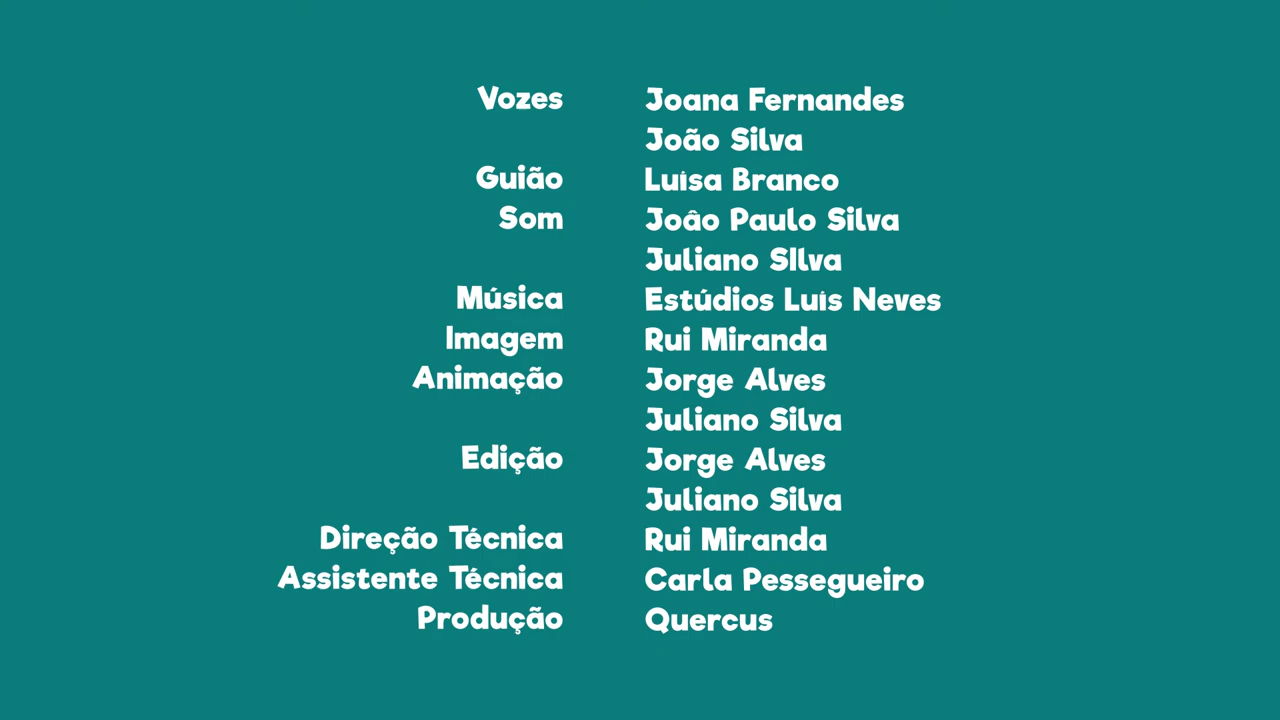 Vozes Joana Fernandes
João Silva
Guião Luísa Branco
Som Joâo Paulo Silva
Juliano SIlva
Música Estúdios Luís Neves
Imagem Rui Miranda
Animação Jorge Alves
Juliano Silva
Edição Jorge Alves
Juliano Silva
Direção Técnica Rui Miranda
Assistente Técnica Carla Pessegueiro
Produção Quercus